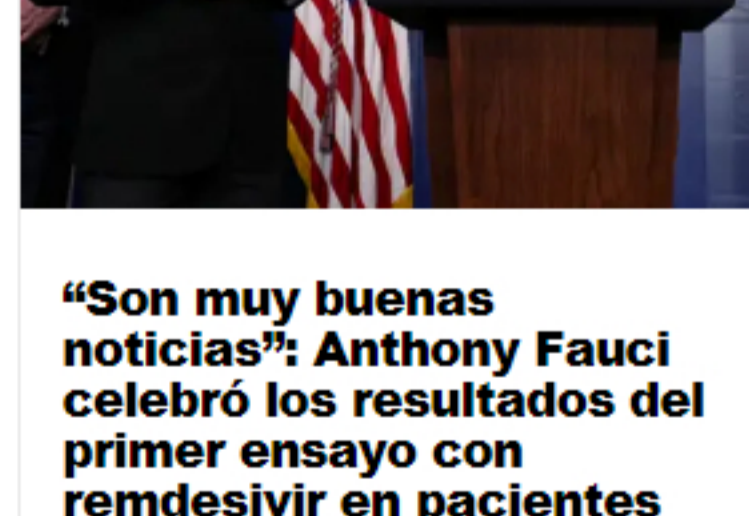 “Son muy buenas
noticias”: Anthony Fauci
celebró los resultados del
primer ensayo con
remdesivir en pacientes